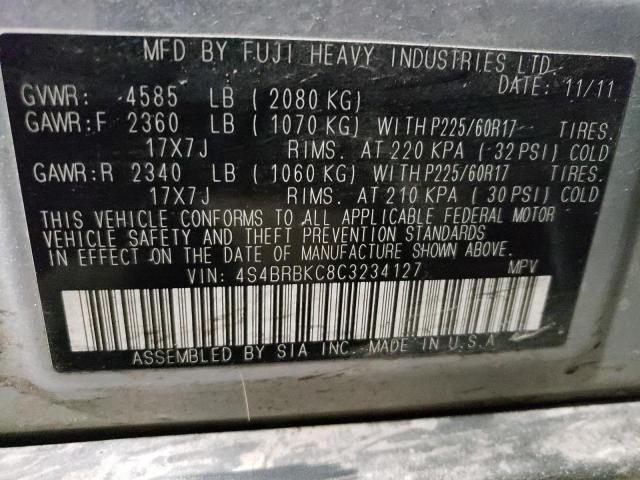 MFD BY FUJI HEAVY INDUSTRIES LTD.
DATE: 11/11
GVWR: 4585 LB (2080 KG)
GAWR:F 2360 LB (1070 KG) WITH P225/60R17 TIRES.
17X7J RIMS. AT 220 KPA (32 PSI) COLD
GAWR:R 2340 LB (1060 KG) WITH P225/60R17 TIRES.
17X7J RIMS. AT 210 KPA (30 PSI) COLD
THIS VEHICLE CONFORMS TO ALL APPLICABLE FEDERAL MOTOR
VEHICLE SAFETY AND THEFT PREVENTION STANDARDS
IN EFFECT ON THE DATE OF MANUFACTURE SHOWN ABOVE.
VIN: 4S4BRBKC8C3234127 MPV
ASSEMBLED BY SIA INC. MADE IN U.S.A